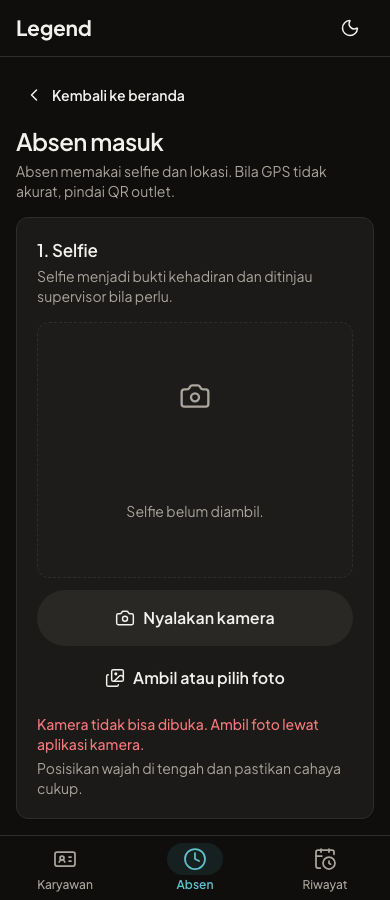 Legend
Kembali ke beranda
Absen masuk
Absen memakai selfie dan lokasi. Bila GPS tidak
akurat, pindai QR outlet.
1. Selfie
Selfie menjadi bukti kehadiran dan ditinjau
supervisor bila perlu.
Selfie belum diambil.
Nyalakan kamera
Ambil atau pilih foto
Kamera tidak bisa dibuka. Ambil foto lewat
aplikasi kamera.
Posisikan wajah di tengah dan pastikan cahaya
cukup.
Karyawan
Absen
Riwayat